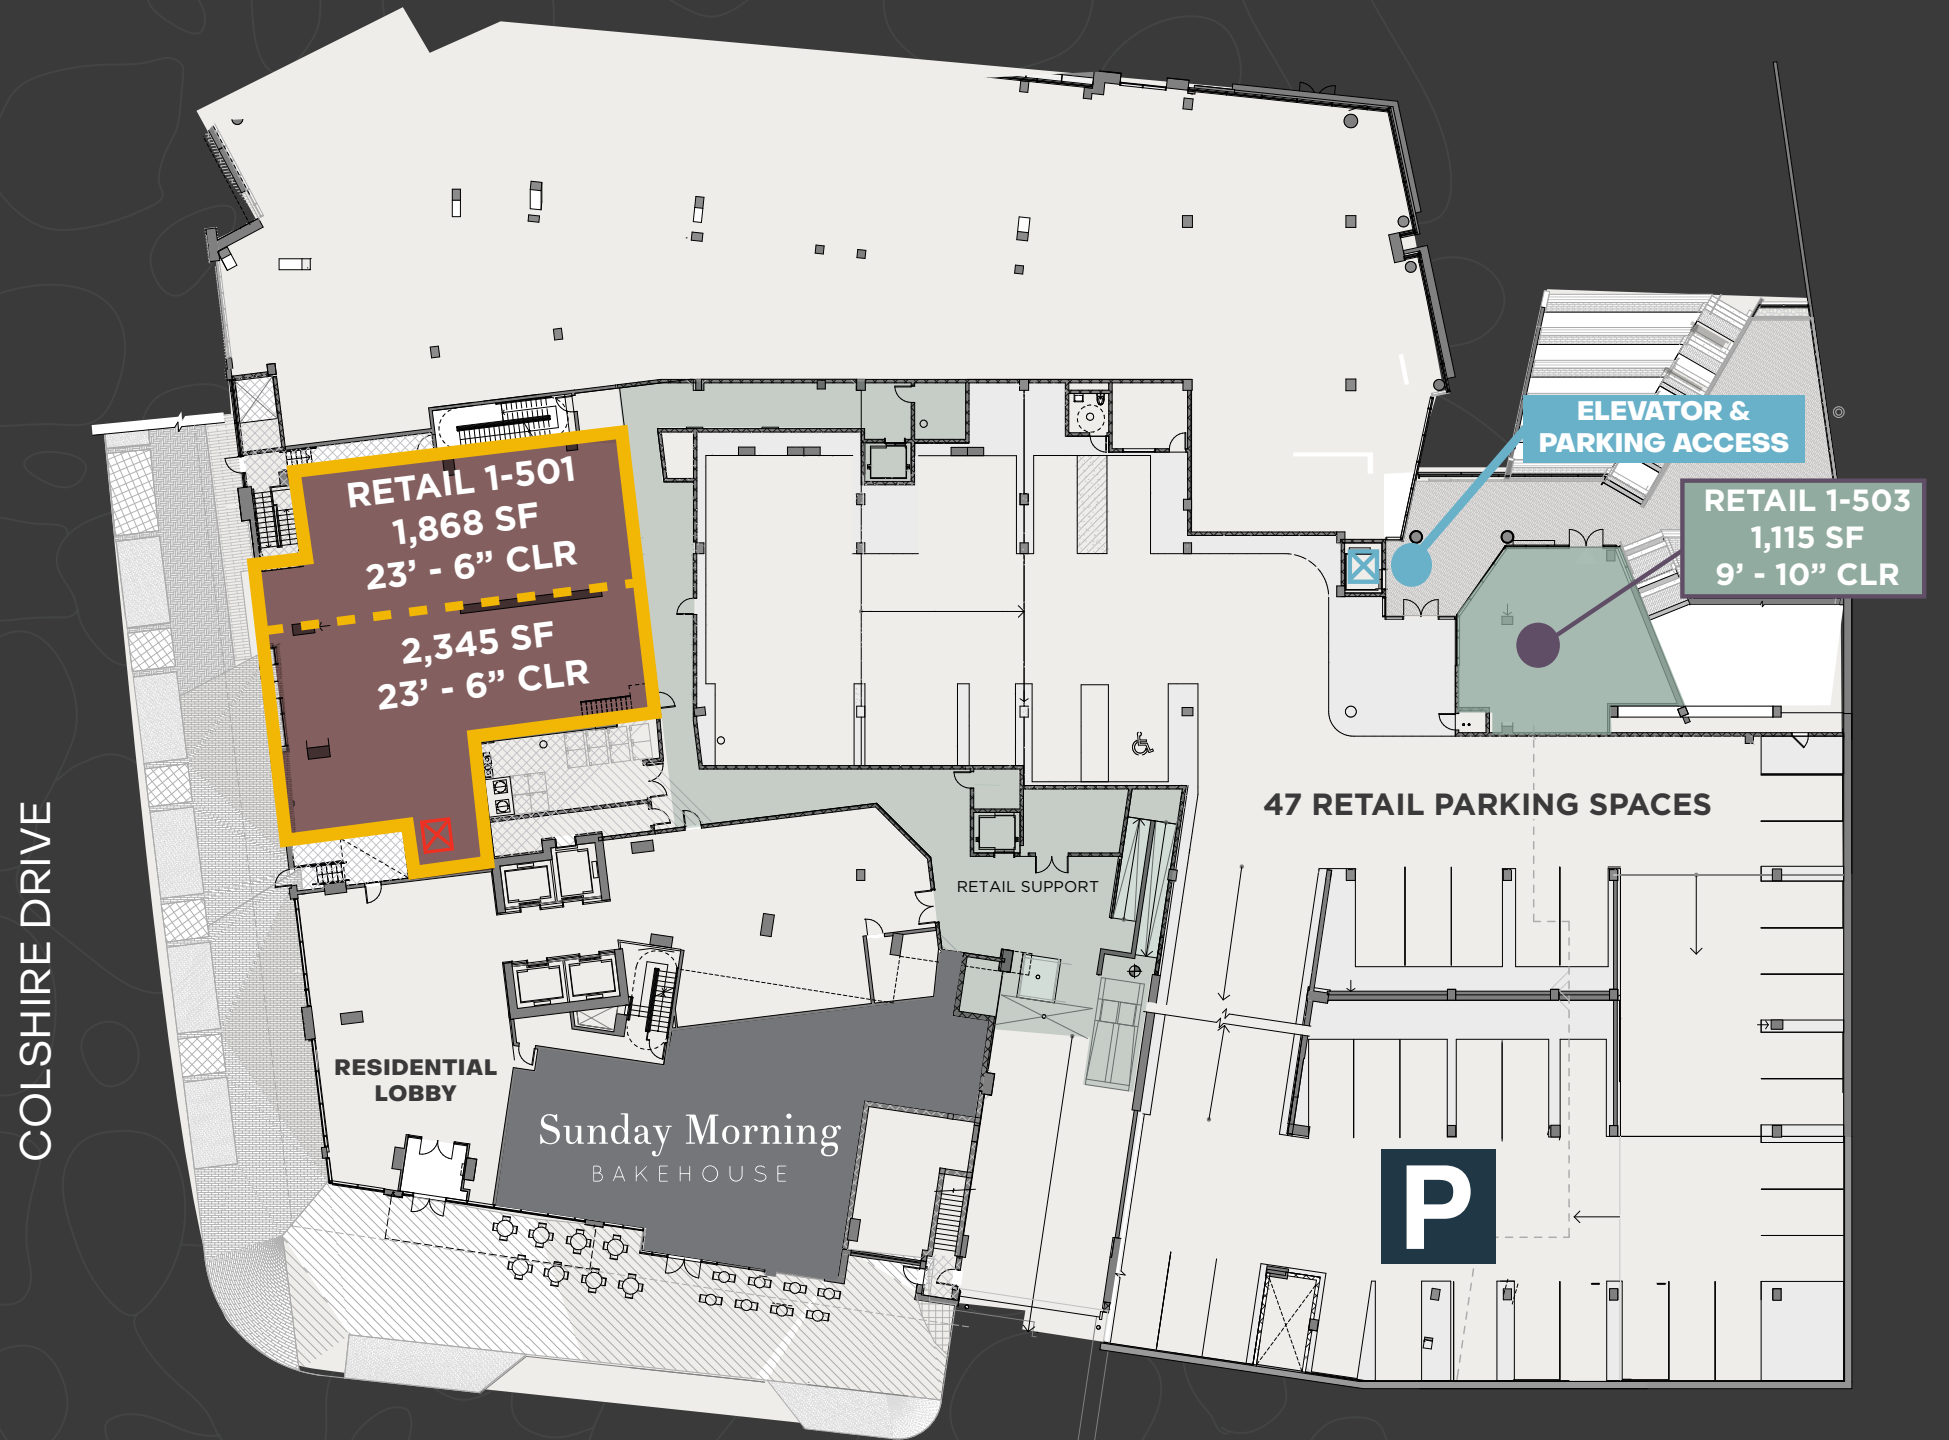 ELEVATOR &
PARKING ACCESS
RETAIL 1-501
1,868 SF
23’ - 6” CLR
RETAIL 1-503
1,115 SF
9’ - 10” CLR
2,345 SF
23’ - 6” CLR
47 RETAIL PARKING SPACES
RETAIL SUPPORT
COLSHIRE DRIVE
RESIDENTIAL
LOBBY
Sunday Morning
BAKEHOUSE
P